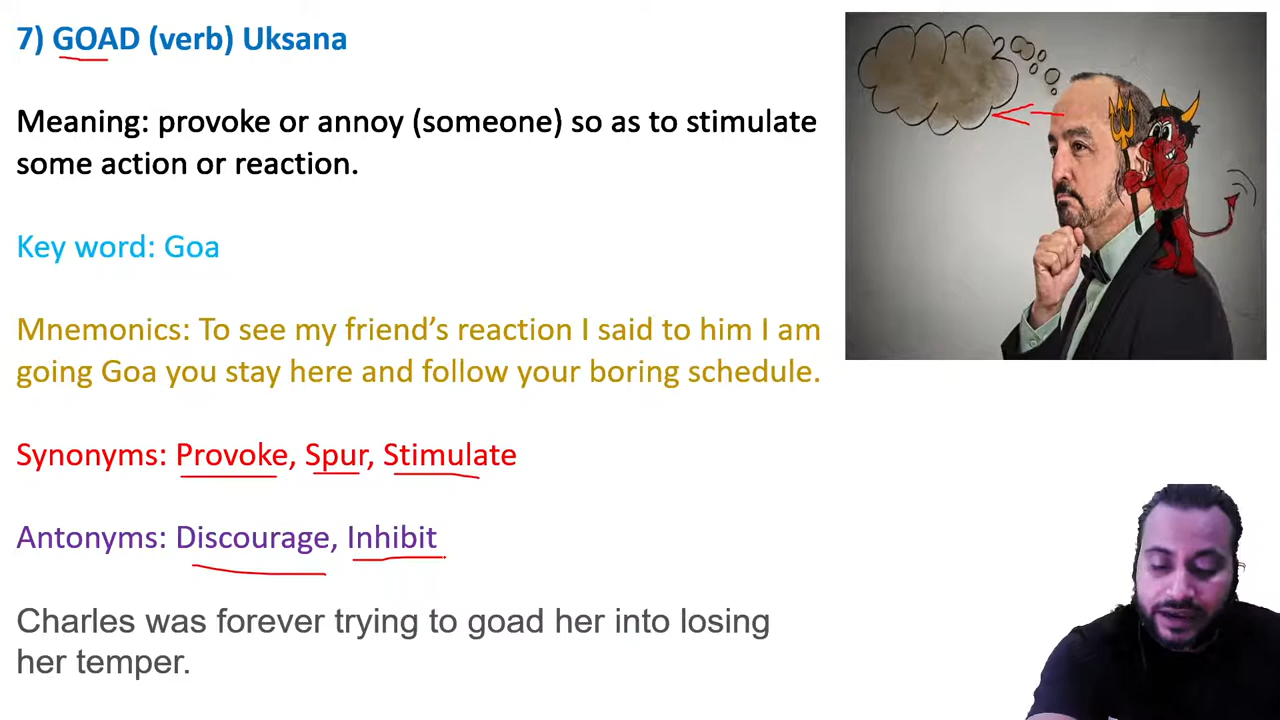 7) GOAD (verb) Uksana
Meaning: provoke or annoy (someone) so as to stimulate
some action or reaction.
Key word: Goa
Mnemonics: To see my friend’s reaction I said to him I am
going Goa you stay here and follow your boring schedule.
Synonyms: Provoke, Spur, Stimulate
Antonyms: Discourage, Inhibit
Charles was forever trying to goad her into losing
her temper.